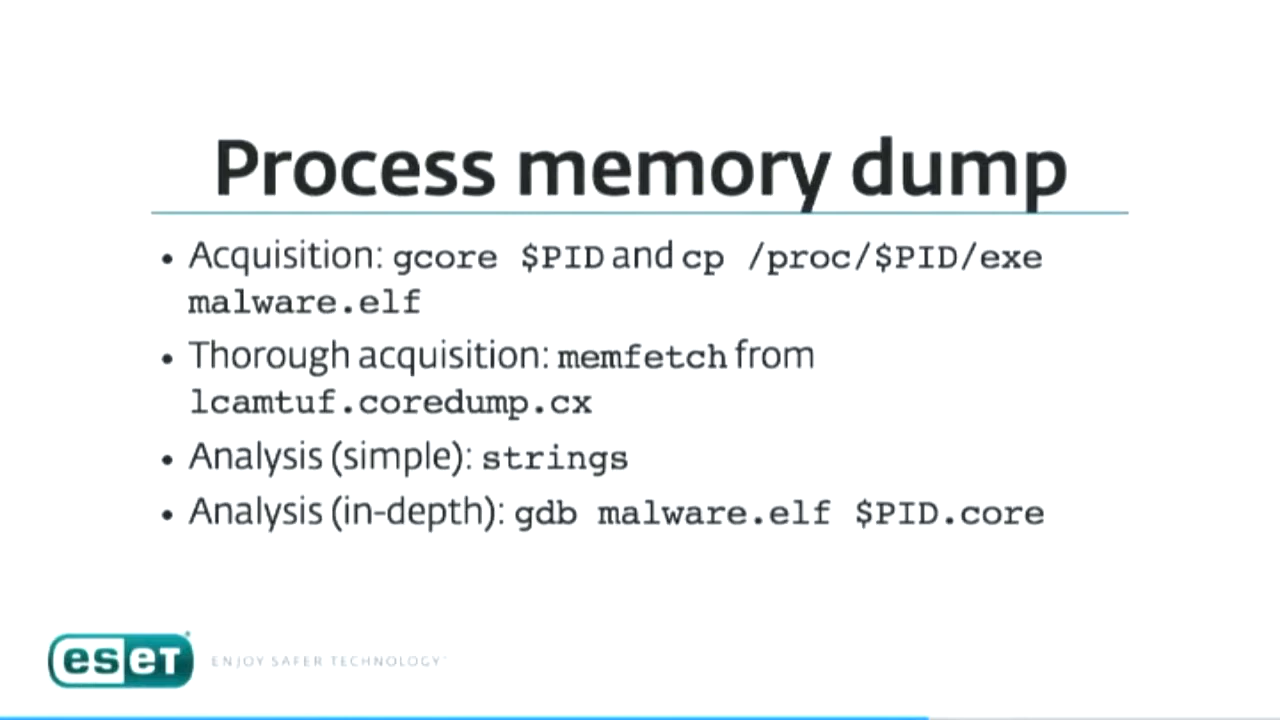 Process memory dump
• Acquisition: gcore $PID and cp /proc/$PID/exe
malware.elf
• Thorough acquisition: memfetch from
lcamtuf.coredump.cx
• Analysis (simple): strings
• Analysis (in-depth): gdb malware.elf $PID.core
eseT ENJOY SAFER TECHNOLOGY™